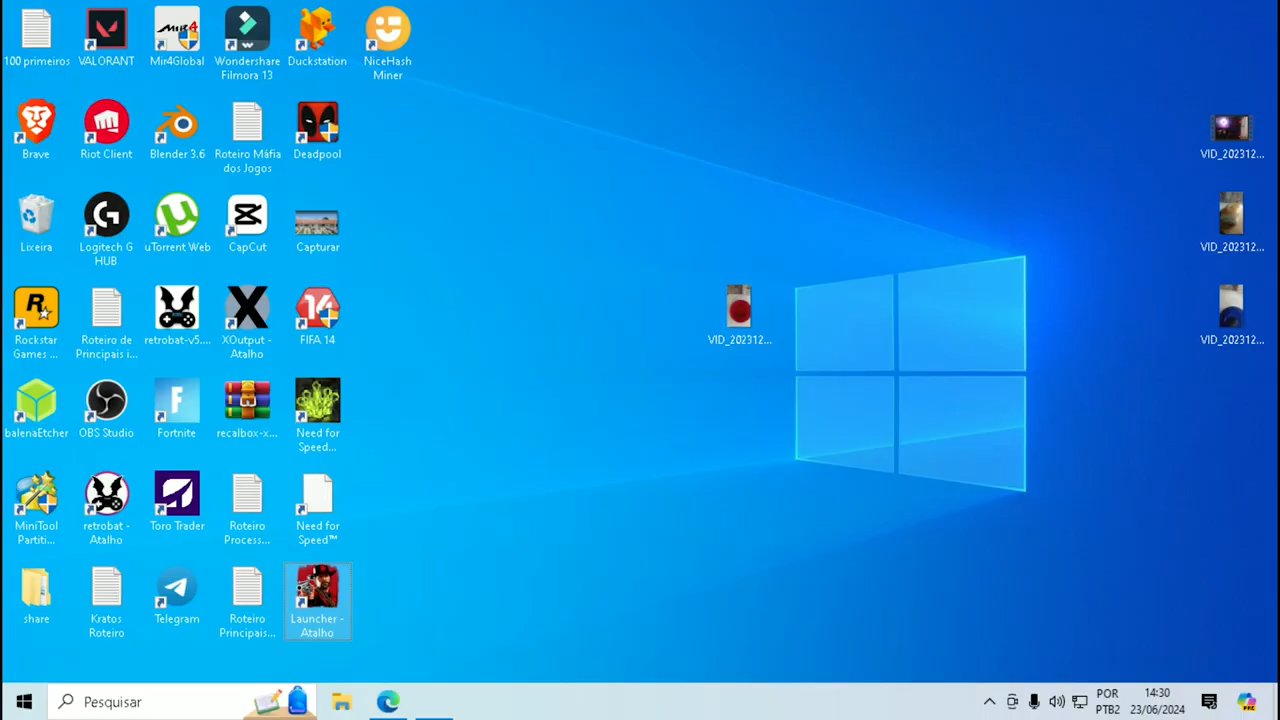 100 primeiros
VALORANT
Mir4Global
Wondershare
Filmora 13
Duckstation
NiceHash
Miner
Brave
Riot Client
Blender 3.6
Roteiro Máfia
dos Jogos
Deadpool
VID_202312...
Lixeira
Logitech G
HUB
uTorrent Web
CapCut
Capturar
VID_202312...
Rockstar
Games ...
Roteiro de
Principais i...
retrobat-v5....
XOutput -
Atalho
FIFA 14
VID_202312...
VID_202312...
balenaEtcher
OBS Studio
Fortnite
recalbox-x...
Need for
Speed...
MiniTool
Partiti...
retrobat -
Atalho
Toro Trader
Roteiro
Process...
Need for
Speed™
share
Kratos
Roteiro
Telegram
Roteiro
Principais...
Launcher -
Atalho
Pesquisar
POR
PTB2
14:30
23/06/2024